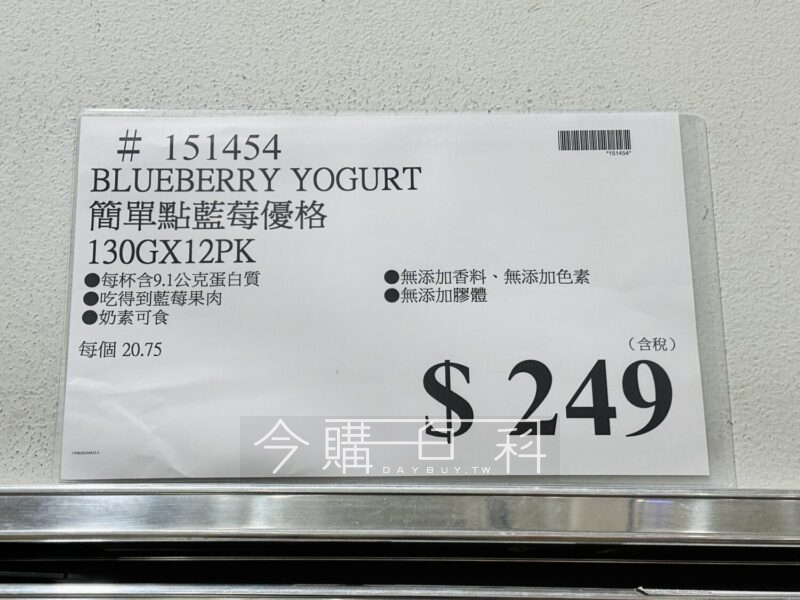 # 151454
*151454*
BLUEBERRY YOGURT
簡單點藍莓優格
130GX12PK
●每杯含9.1公克蛋白質
●吃得到藍莓果肉
●奶素可食
●無添加香料、無添加色素
●無添加膠體
每個 20.75
(含稅)
$ 249
今購百科
DAYBUY.TW